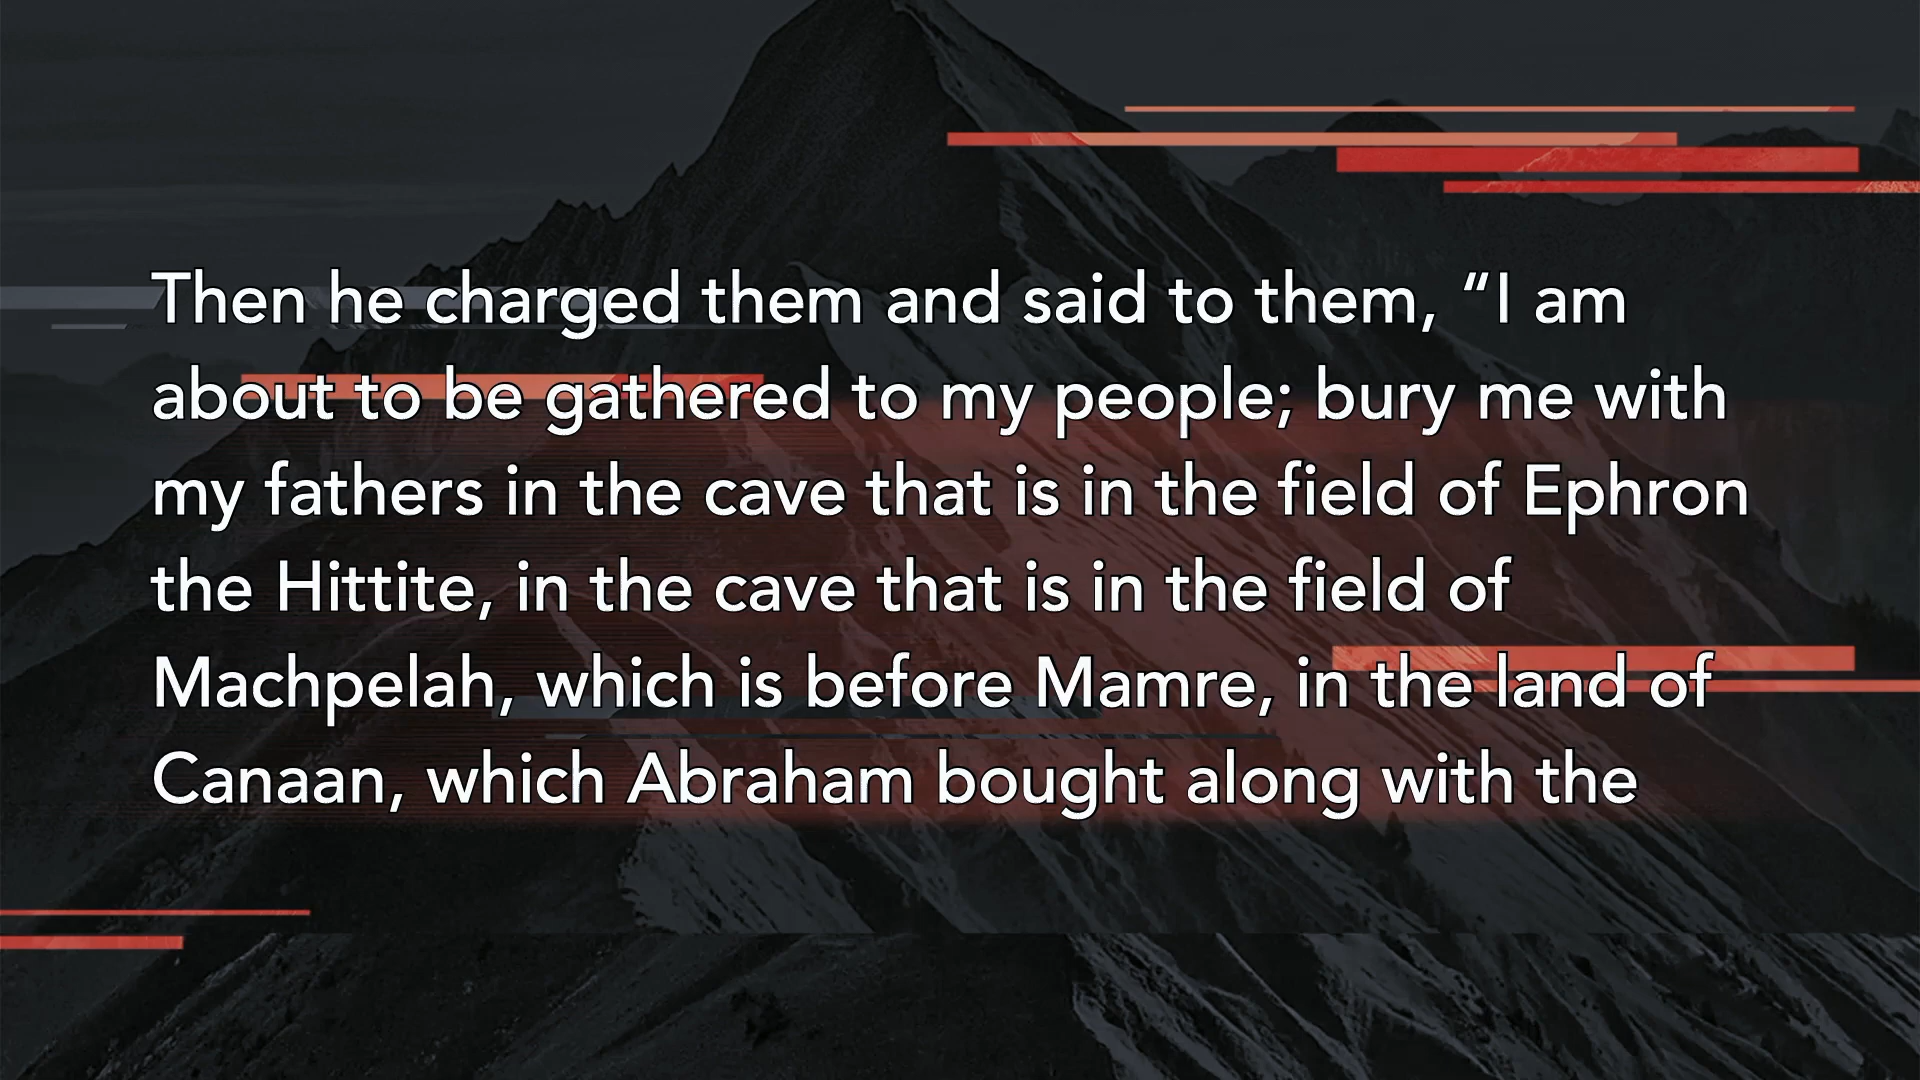 Then he charged them and said to them, “I am
about to be gathered to my people; bury me with
my fathers in the cave that is in the field of Ephron
the Hittite, in the cave that is in the field of
Machpelah, which is before Mamre, in the land of
Canaan, which Abraham bought along with the